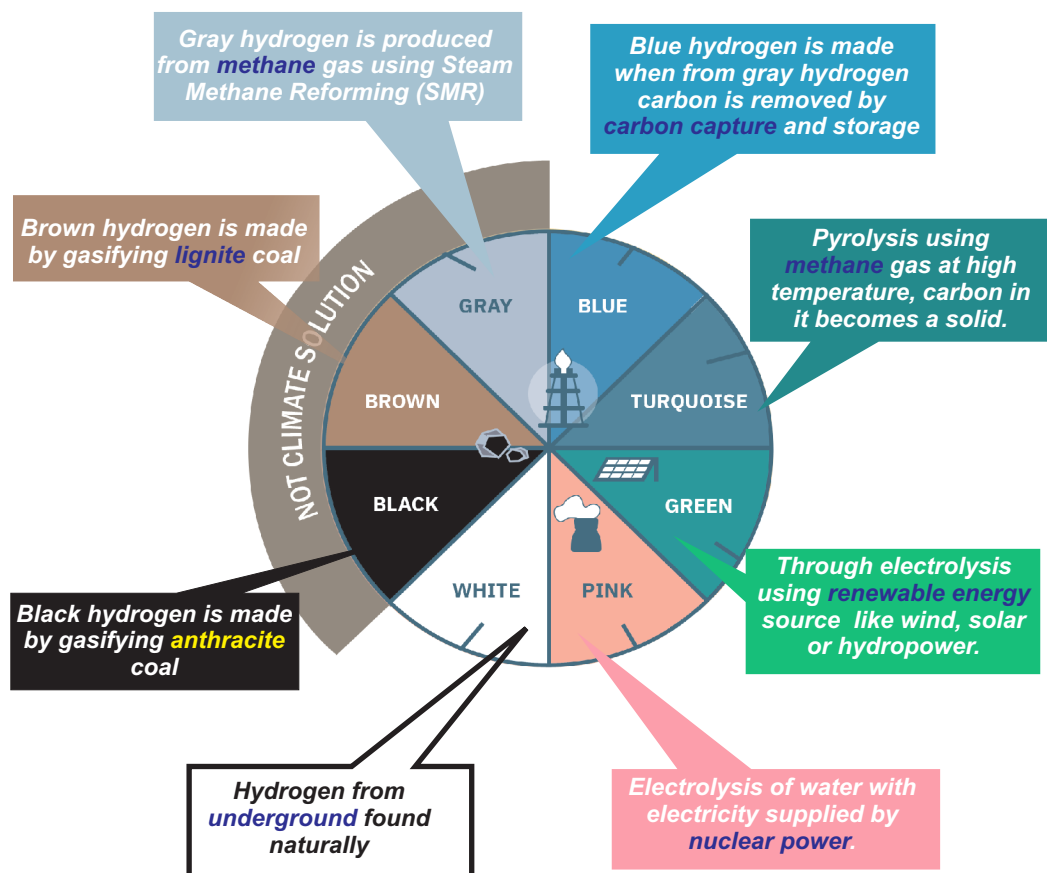 Gray hydrogen is produced
from methane gas using Steam
Methane Reforming (SMR)
Blue hydrogen is made
when from gray hydrogen
carbon is removed by
carbon capture and storage
Brown hydrogen is made
by gasifying lignite coal
Pyrolysis using
methane gas at high
temperature, carbon in
it becomes a solid.
NOT CLIMATE SOLUTION
GRAY
BLUE
BROWN
TURQUOISE
BLACK
GREEN
WHITE
PINK
Black hydrogen is made
by gasifying anthracite
coal
Through electrolysis
using renewable energy
source like wind, solar
or hydropower.
Hydrogen from
underground found
naturally
Electrolysis of water with
electricity supplied by
nuclear power.